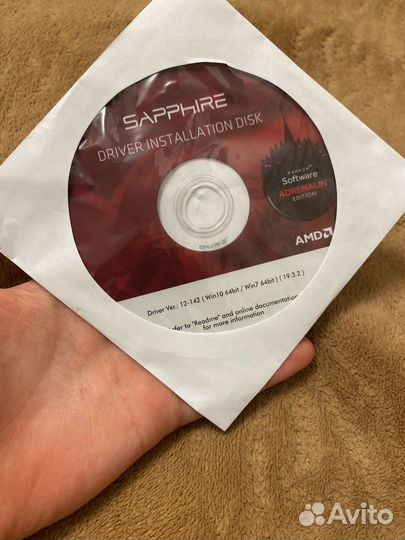 SAPPHIRE
DRIVER INSTALLATION DISK
RADEON
Software
ADRENALIN
EDITION
AMD
Driver Ver.: 12-142 ( Win10 64bit / Win7 64bit ) ( 19.3.2 )
to "Readme" and online documentation
for more information
Avito